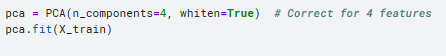 pca = PCA(n_components=4, whiten=True)  # Correct for 4 features
pca.fit(X_train)